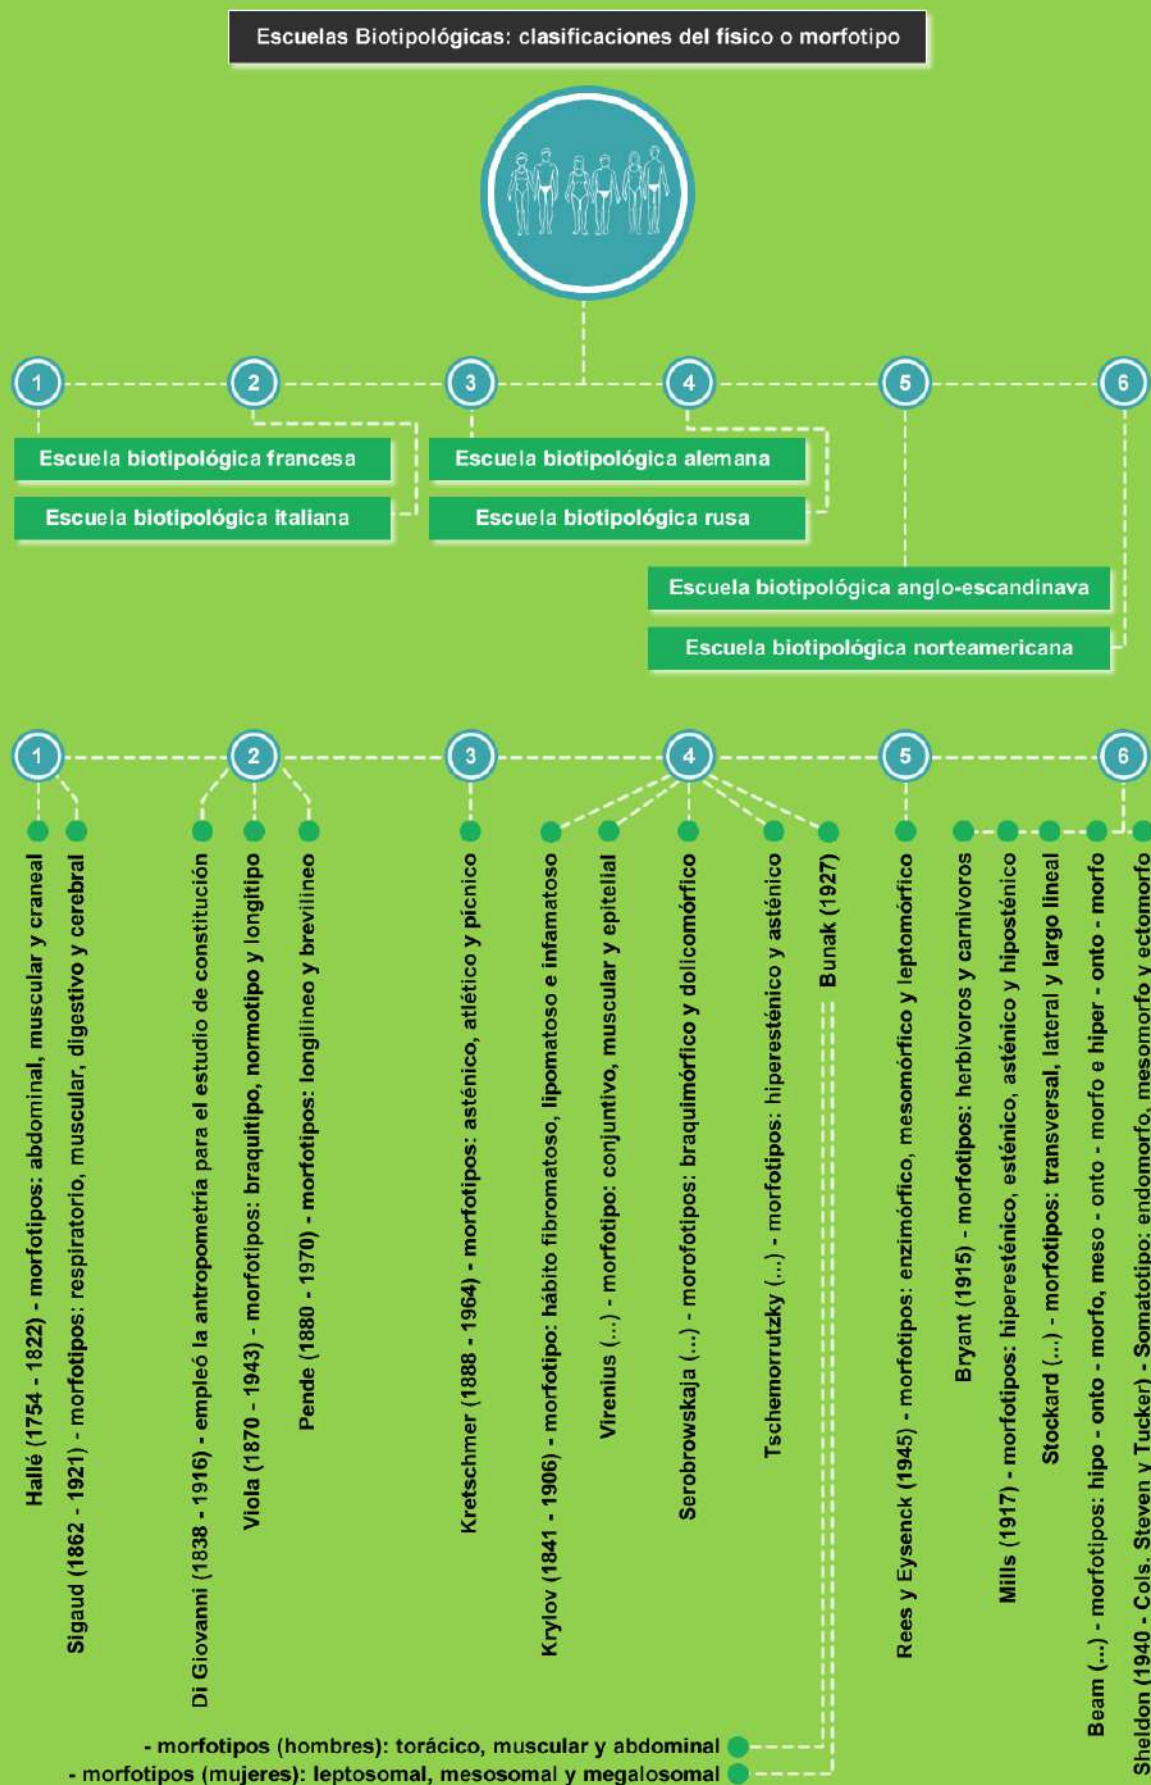 Escuelas Biotipológicas: clasificaciones del físico o morfotipo
1
2
3
4
5
6
Escuela biotipológica francesa
Escuela biotipológica italiana
Escuela biotipológica alemana
Escuela biotipológica rusa
Escuela biotipológica anglo-escandinava
Escuela biotipológica norteamericana
1
2
3
4
5
6
Hallé (1754 - 1822) - morfotipos: abdominal, muscular y craneal
Sigaud (1862 - 1921) - morfotipos: respiratorio, muscular, digestivo y cerebral
Di Giovanni (1838 - 1916) - empleó la antropometría para el estudio de constitución
Viola (1870 - 1943) - morfotipos: braquitipo, normotipo y longitipo
Pende (1880 - 1970) - morfotipos: longilineo y brevilineo
Kretschmer (1888 - 1964) - morfotipos: asténico, atlético y pícnico
Krylov (1841 - 1906) - morfotipo: hábito fibromatoso, lipomatoso e infamatoso
Virenius (...) - morfotipo: conjuntivo, muscular y epitelial
Serobrowskaja (...) - morofotipos: braquimórfico y dolicomórfico
Tschemorrutzky (...) - morfotipos: hiperesténico y asténico
Bunak (1927)
Rees y Eysenck (1945) - morfotipos: enzimórfico, mesomórfico y leptomórfico
Bryant (1915) - morfotipos: herbivoros y carnivoros
Mills (1917) - morfotipos: hiperesténico, esténico, asténico y hiposténico
Stockard (...) - morfotipos: transversal, lateral y largo lineal
Beam (...) - morfotipos: hipo - onto - morfo, meso - onto - morfo e hiper - onto - morfo
Sheldon (1940 - Cols. Steven y Tucker) - Somatotipo: endomorfo, mesomorfo y ectomorfo
- morfotipos (hombres): torácico, muscular y abdominal
- morfotipos (mujeres): leptosomal, mesosomal y megalosomal